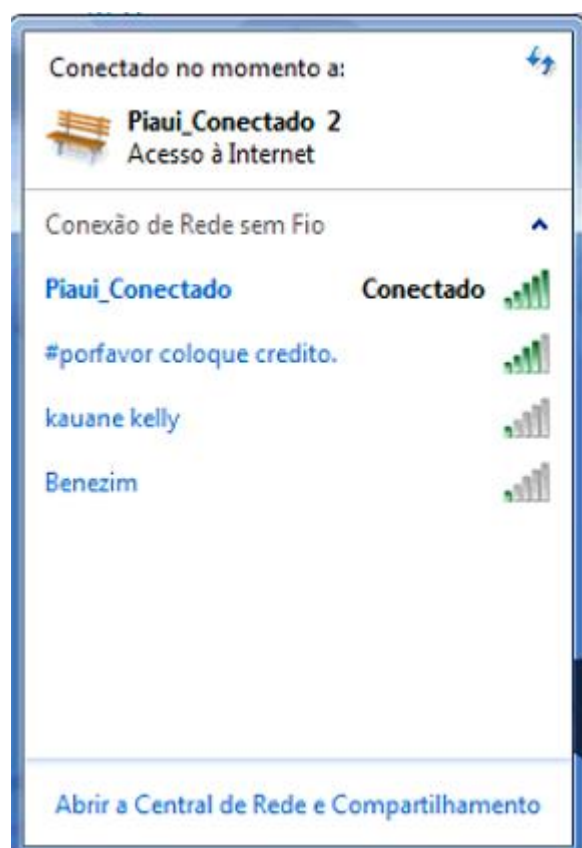 Conectado no momento a:
Piaui_Conectado 2
Acesso à Internet
Conexão de Rede sem Fio
Piaui_Conectado Conectado
#porfavor coloque credito.
kauane kelly
Benezim
Abrir a Central de Rede e Compartilhamento